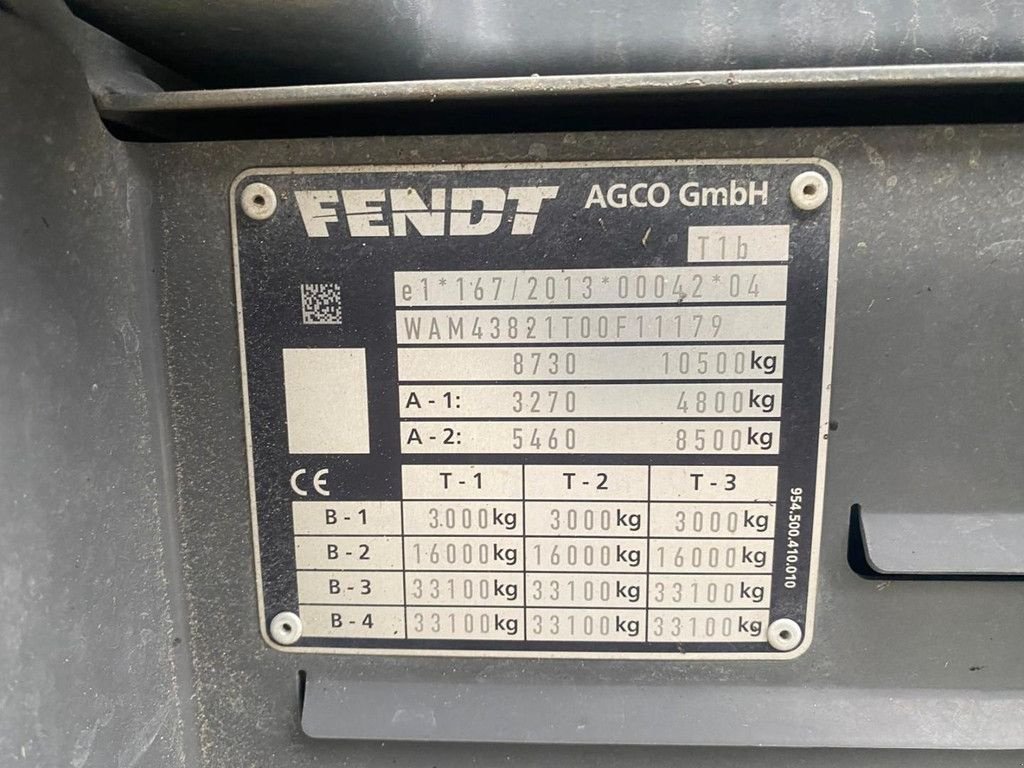 FENDT AGCO GmbH
T1b
e1*167/2013*00042*04
WAM43821T00F11179
8730 10500kg
A - 1: 3270 4800kg
A - 2: 5460 8500kg
CE T - 1 T - 2 T - 3
B - 1 3000kg 3000kg 3000kg
B - 2 16000kg 16000kg 16000kg
B - 3 33100kg 33100kg 33100kg
B - 4 33100kg 33100kg 33100kg
954.500.410.010